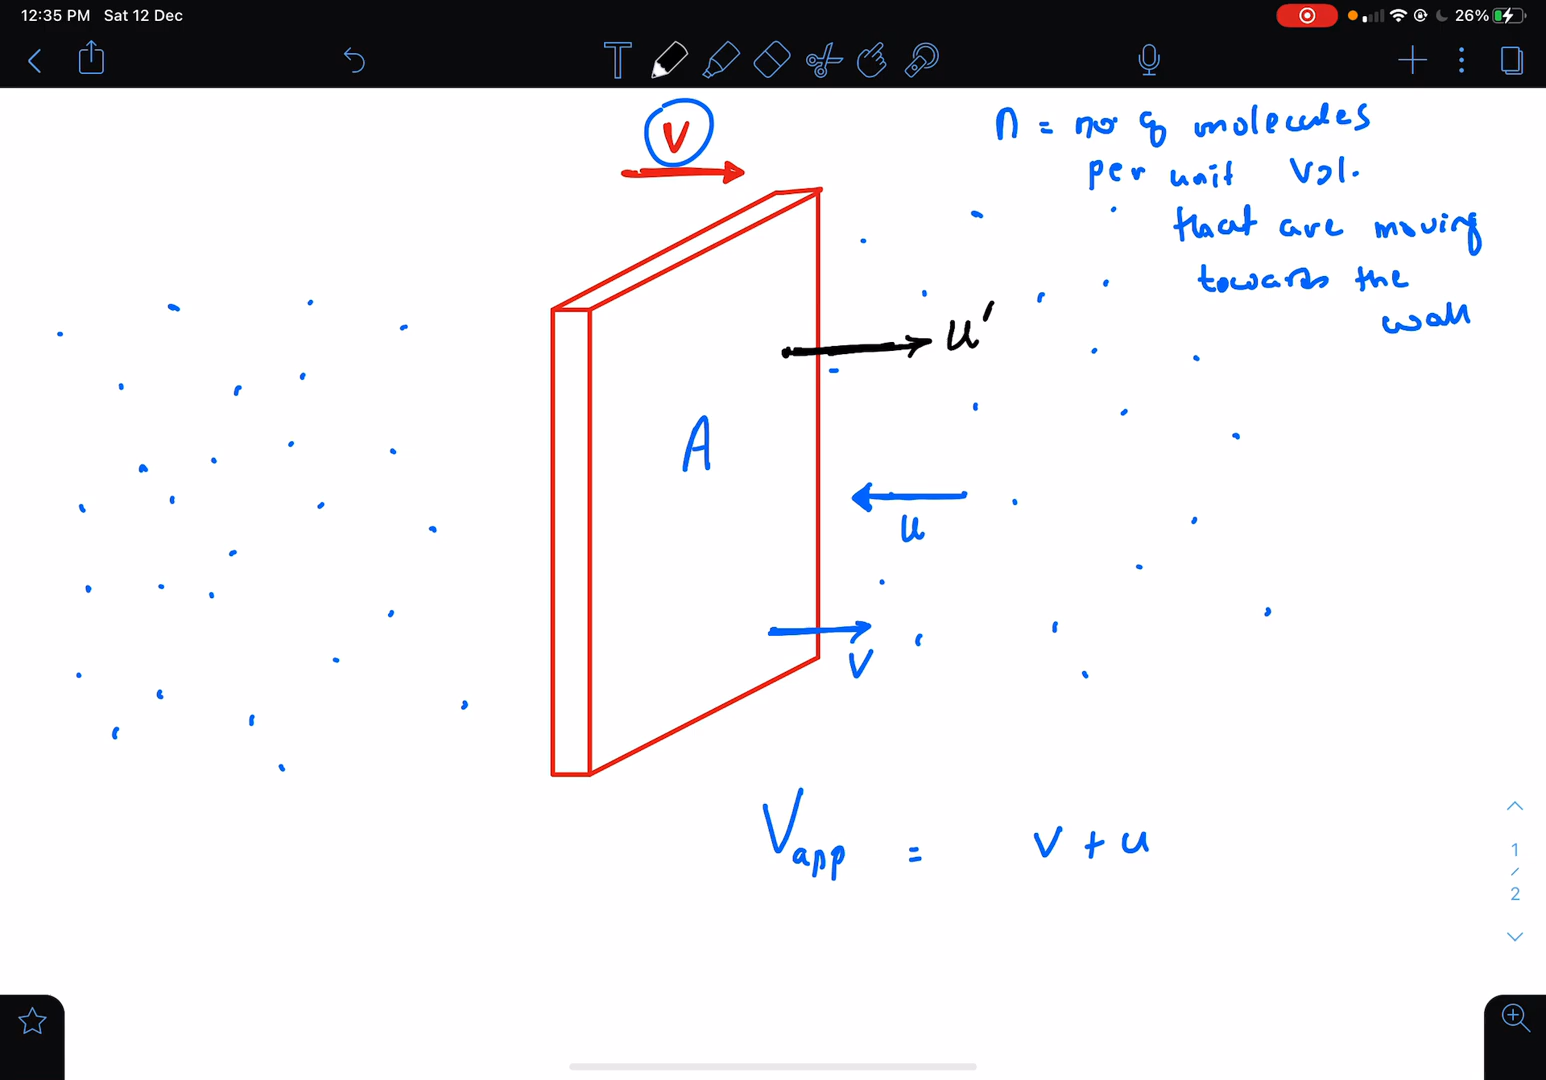 12:35 PM Sat 12 Dec
26%
V
n = no of molecules
per unit Vol.
that are moving
towards the
wall
u'
A
u
V
Vapp = V + u
1
/
2